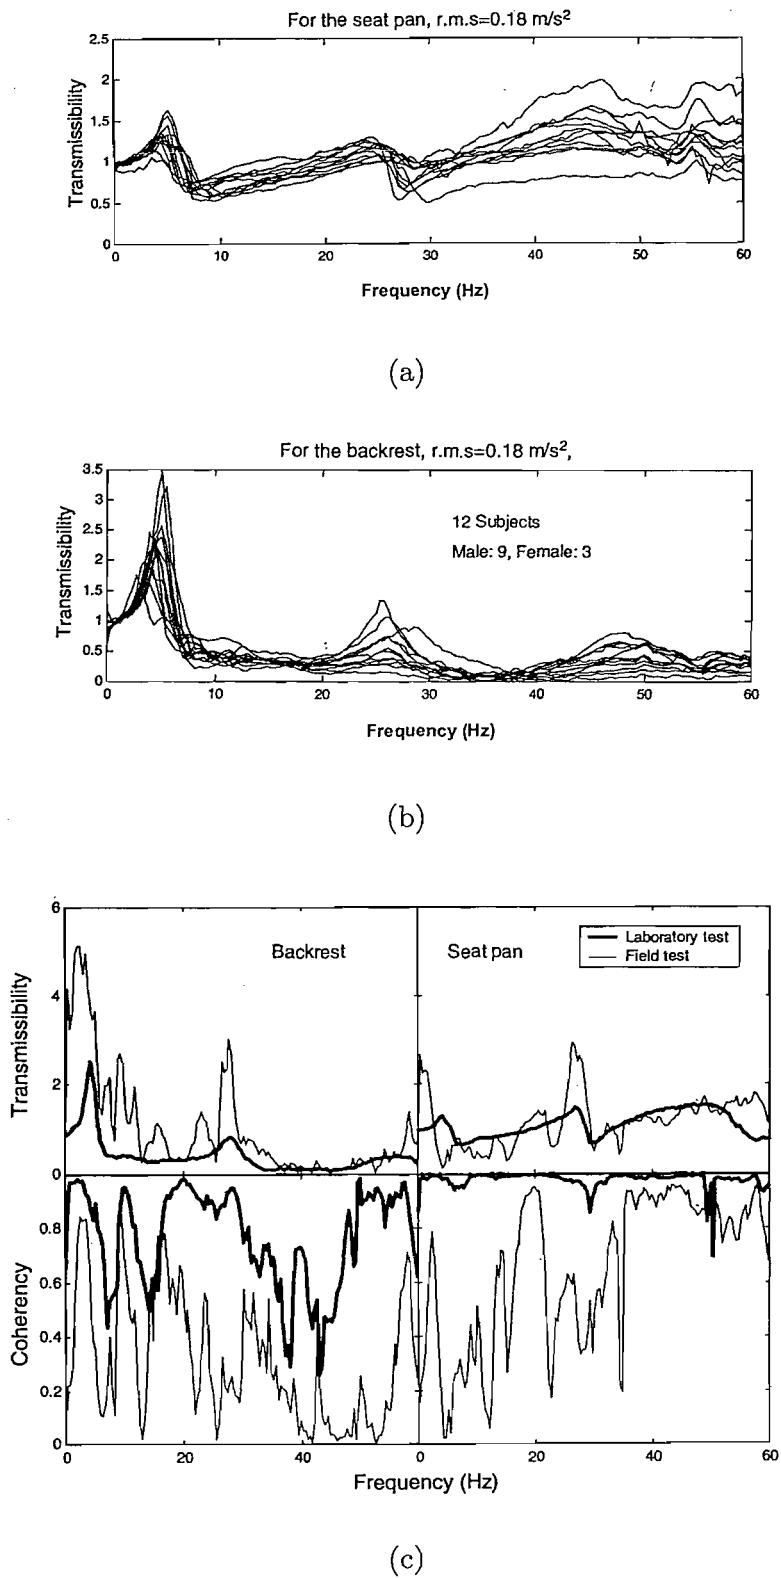 For the seat pan, r.m.s=0.18 m/s²
Transmissibility
2.5
2
1.5
1
0.5
0
0 10 20 30 40 50 60
Frequency (Hz)
(a)
For the backrest, r.m.s=0.18 m/s²,
Transmissibility
3.5
3
2.5
2
1.5
1
0.5
0
12 Subjects
Male: 9, Female: 3
0 10 20 30 40 50 60
Frequency (Hz)
(b)
Transmissibility
6
4
2
0
Backrest
Seat pan
Laboratory test
Field test
Coherency
0.8
0.6
0.4
0.2
0
0 20 40 0 20 40 60
Frequency (Hz)
(c)